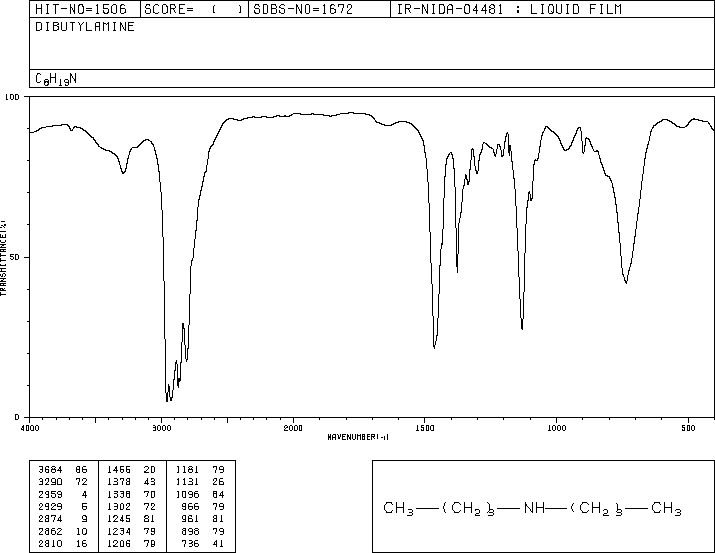 HIT-NO=1506 SCORE= ( ) SDBS-NO=1672 IR-NIDA-04481 : LIQUID FILM
DIBUTYLAMINE
C8H19N
100
TRANSMITTANCE(%)
50
0
4000 3000 2000 1500 1000 500
WAVENUMBER(-1)
3684 86 1466 20 1181 79
3290 72 1378 43 1131 26
2959 4 1338 70 1096 64
2929 5 1302 72 966 79
2874 9 1245 81 961 81
2862 10 1234 79 898 79
2810 16 1206 79 736 41
CH3—(CH2)3—NH—(CH2)3—CH3